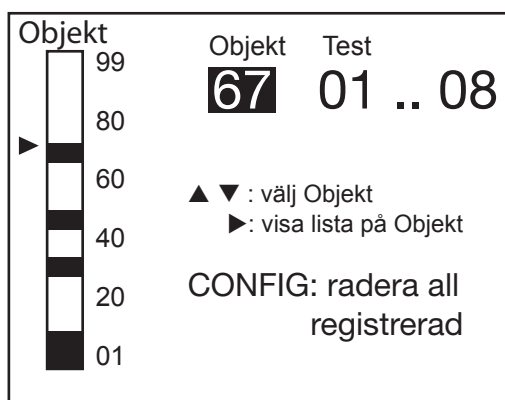 Objekt
99
80
60
40
20
01
Objekt Test
67 01 .. 08
▲ ▼ : välj Objekt
▶: visa lista på Objekt
CONFIG: radera all
registrerad